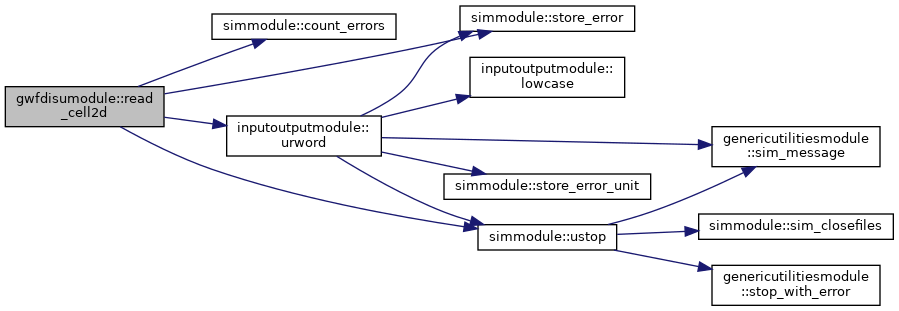 gwfdisumodule::read
_cell2d
simmodule::count_errors
inputoutputmodule::
urword
simmodule::store_error
inputoutputmodule::
lowcase
simmodule::store_error_unit
simmodule::ustop
genericutilitiesmodule
::sim_message
simmodule::sim_closefiles
genericutilitiesmodule
::stop_with_error